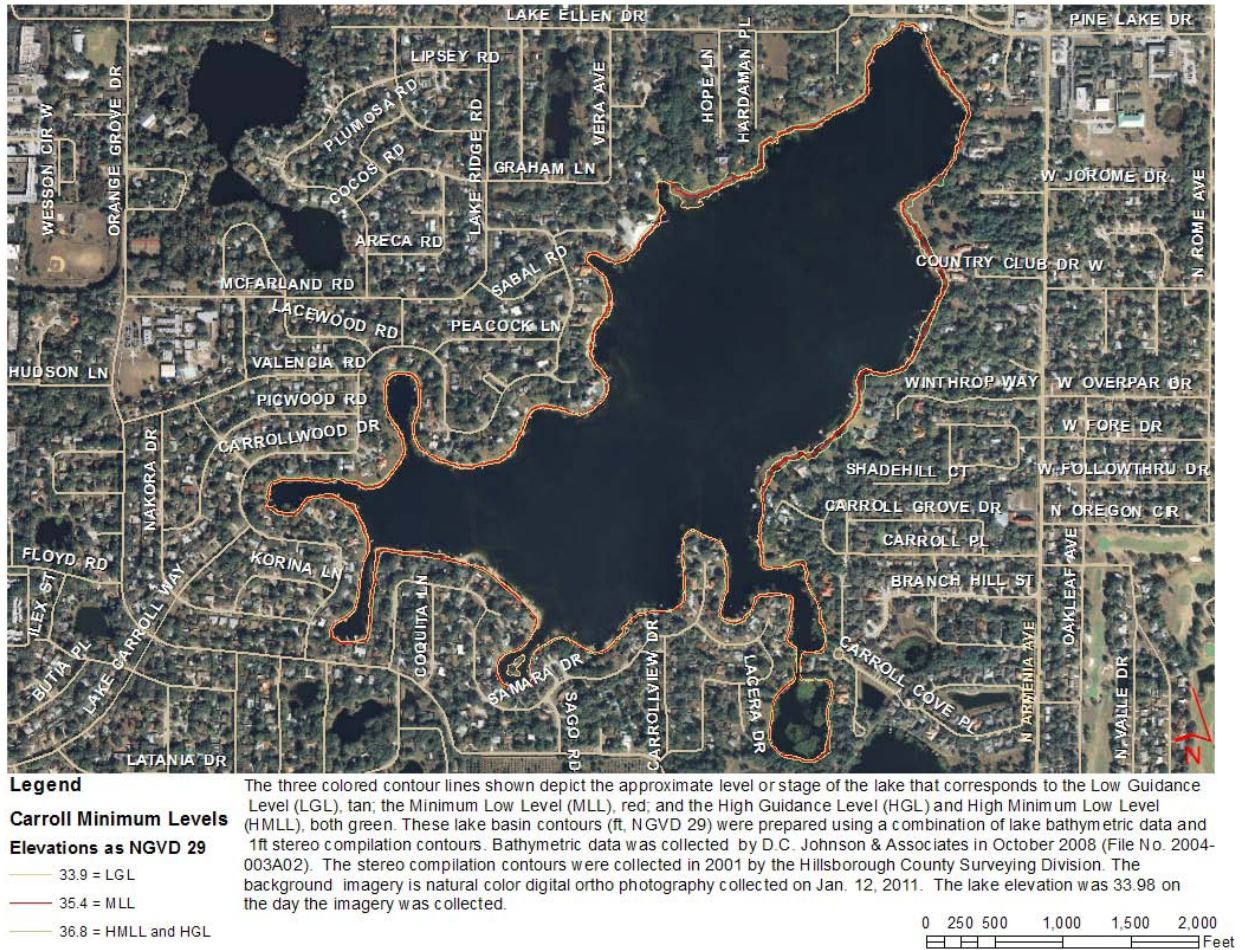 LAKE ELLEN DR
PINE LAKE DR
LIPSEY RD
PLUMOSA RD
COCOS RD
LAKE RIDGE RD
VERA AVE
HOPE LN
HARDAMAN PL
WESSON CIR W
ORANGE GROVE DR
GRAHAM LN
W JOROME DR
N ROME AVE
ARECA RD
SABAL RD
MCFARLAND RD
COUNTRY CLUB DR W
LACEWOOD RD
PEACOCK LN
VALENCIA RD
HUDSON LN
PICWOOD RD
WINTHROP WAY
W OVERPAR DR
CARROLLWOOD DR
W FORE DR
NAKORA DR
SHADEHILL CT
W FOLLOWTHRU DR
CARROLL GROVE DR
N OREGON CIR
CARROLL PL
FLOYD RD
KORINA LN
BRANCH HILL ST
OAKLEAF AVE
ILEX ST
COQUITA LN
BUTIA PL
LAKE CARROLL WAY
SAMARA DR
SAGO RD
CARROLLVIEW DR
LACERA DR
CARROLL COVE PL
N ARMENIA AVE
N VALLE DR
LATANIA DR
N
Legend
Carroll Minimum Levels
Elevations as NGVD 29
33.9 = LGL
35.4 = MLL
36.8 = HMLL and HGL
The three colored contour lines shown depict the approximate level or stage of the lake that corresponds to the Low Guidance
Level (LGL), tan; the Minimum Low Level (MLL), red; and the High Guidance Level (HGL) and High Minimum Low Level
(HMLL), both green. These lake basin contours (ft, NGVD 29) were prepared using a combination of lake bathymetric data and
1ft stereo compilation contours. Bathymetric data was collected by D.C. Johnson & Associates in October 2008 (File No. 2004-
003A02). The stereo compilation contours were collected in 2001 by the Hillsborough County Surveying Division. The
background imagery is natural color digital ortho photography collected on Jan. 12, 2011. The lake elevation was 33.98 on
the day the imagery was collected.
0 250 500 1,000 1,500 2,000
Feet